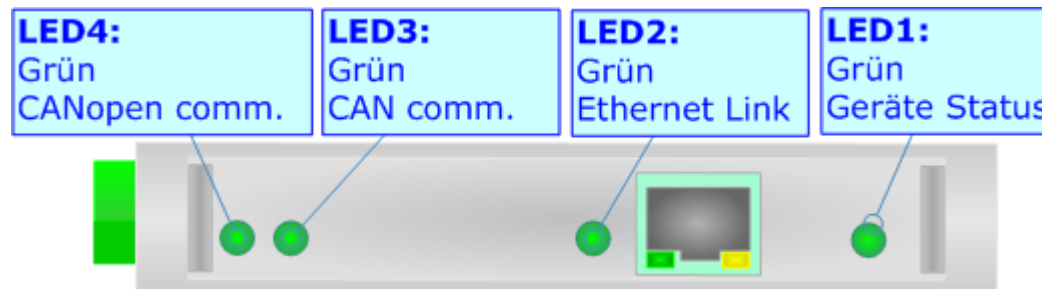 LED4:
Grün
CANopen comm.
LED3:
Grün
CAN comm.
LED2:
Grün
Ethernet Link
LED1:
Grün
Geräte Status